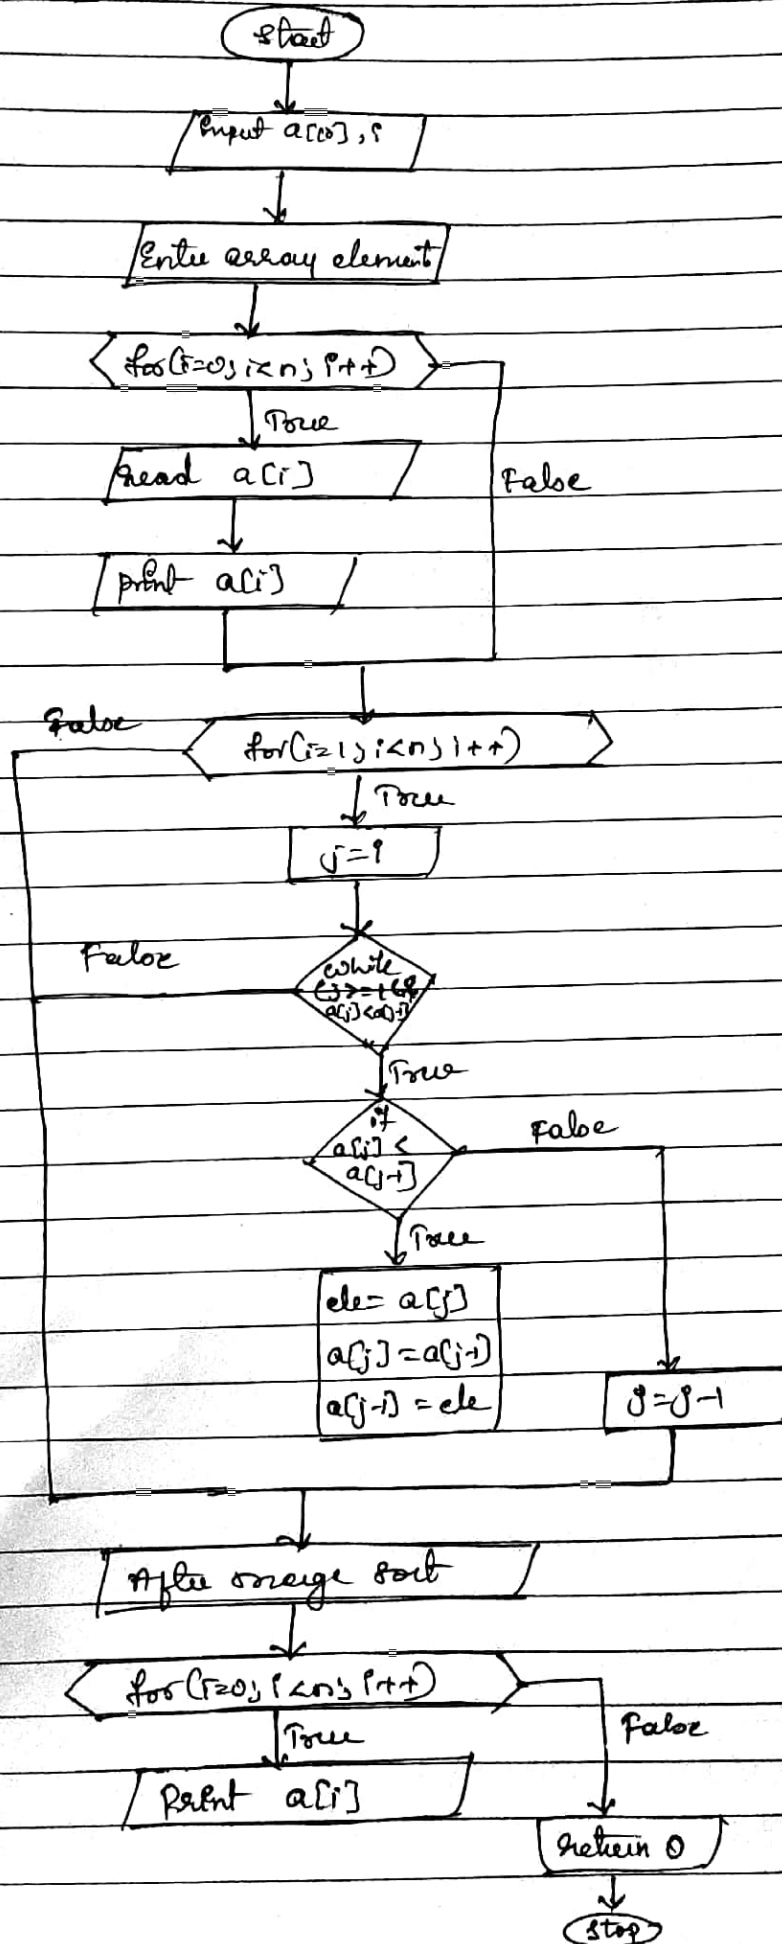 start
Input a[10], i
Enter array element
for(i=0; i<n; i++)
True
read a[i]
False
print a[i]
False
for(i=1; i<n; i++)
True
j=i
False
while
(j>=1 &&
a[j]<a[j-1]
True
if
a[j] <
a[j-1]
False
True
ele= a[j]
a[j] = a[j-1]
a[j-1] = ele
j=j-1
After merge sort
for(i=0; i<n; i++)
True
False
Print a[i]
return 0
stop